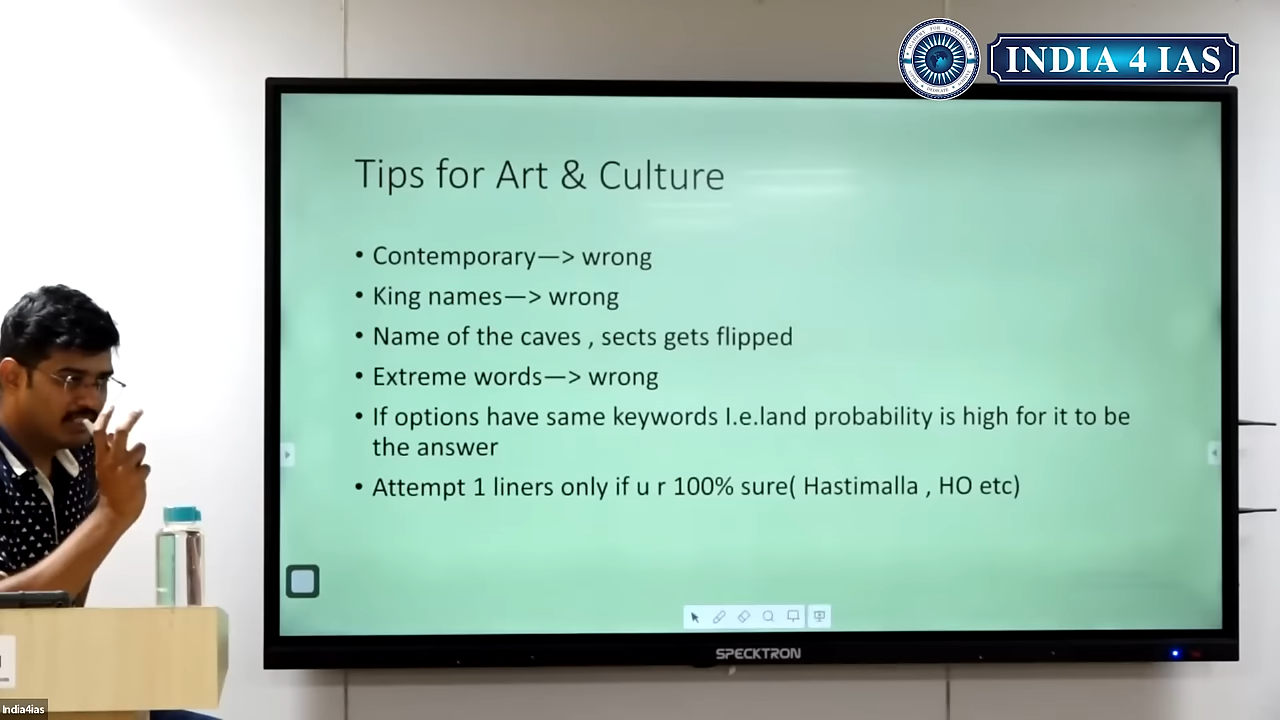 INDIA 4 IAS
Tips for Art & Culture
• Contemporary—> wrong
• King names—> wrong
• Name of the caves , sects gets flipped
• Extreme words—> wrong
• If options have same keywords I.e.land probability is high for it to be
the answer
• Attempt 1 liners only if u r 100% sure( Hastimalla , HO etc)
SPECKTRON
India4ias